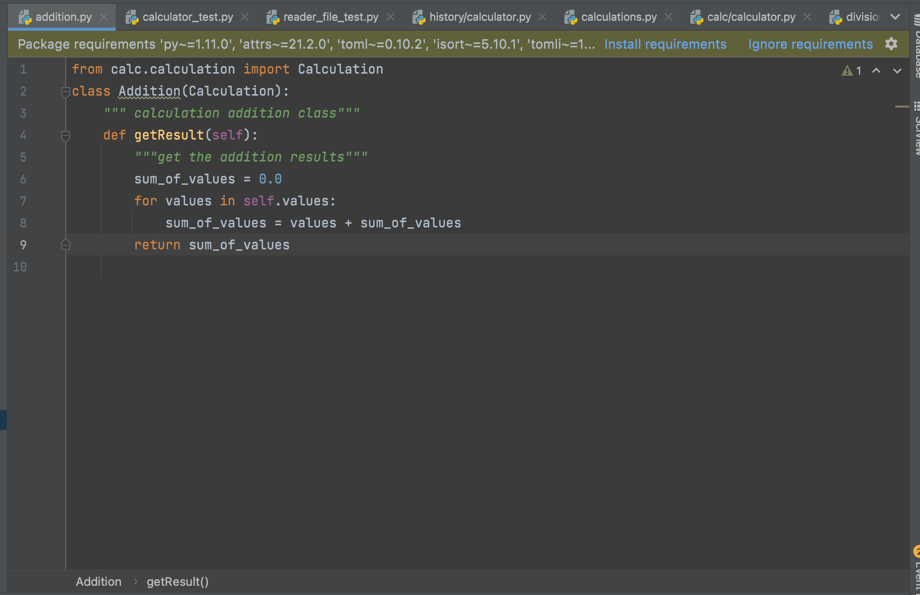 addition.py calculator_test.py reader_file_test.py history/calculator.py calculations.py calc/calculator.py
Package requirements 'py~=1.11.0', 'attrs~=21.2.0', 'toml~=0.10.2', 'isort~=5.10.1', 'tomli~=1... Install requirements Ignore requirements
1 from calc.calculation import Calculation
1
2 class Addition(Calculation):
3 """ calculation addition class"""
4 def getResult(self):
5 """get the addition results"""
6 sum_of_values = 0.0
7 for values in self.values:
8 sum_of_values = values + sum_of_values
9 return sum_of_values
10
Addition › getResult()
Database
SciView